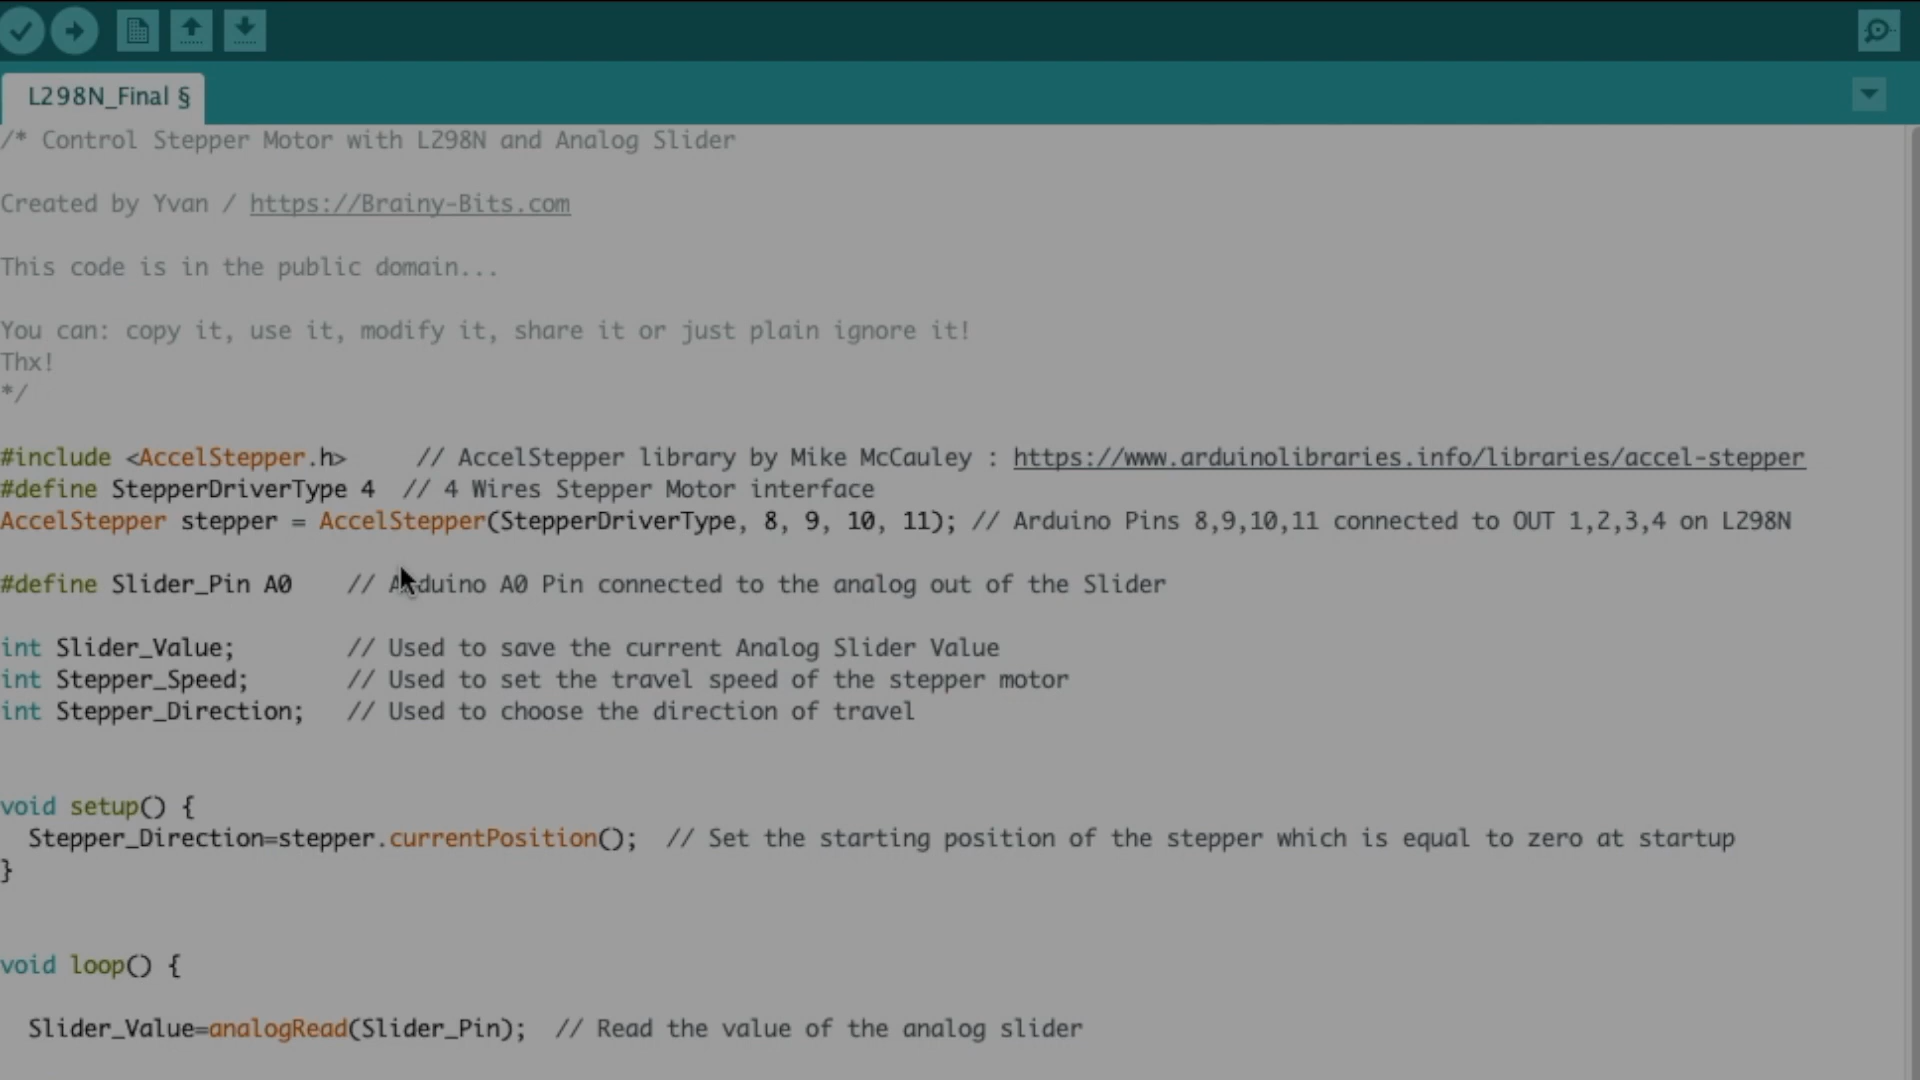 L298N_Final §
/* Control Stepper Motor with L298N and Analog Slider
Created by Yvan / https://Brainy-Bits.com
This code is in the public domain...
You can: copy it, use it, modify it, share it or just plain ignore it!
Thx!
*/
#include <AccelStepper.h>     // AccelStepper library by Mike McCauley : https://www.arduinolibraries.info/libraries/accel-stepper
#define StepperDriverType 4  // 4 Wires Stepper Motor interface
AccelStepper stepper = AccelStepper(StepperDriverType, 8, 9, 10, 11); // Arduino Pins 8,9,10,11 connected to OUT 1,2,3,4 on L298N
#define Slider_Pin A0    // Arduino A0 Pin connected to the analog out of the Slider
int Slider_Value;        // Used to save the current Analog Slider Value
int Stepper_Speed;       // Used to set the travel speed of the stepper motor
int Stepper_Direction;   // Used to choose the direction of travel
void setup() {
  Stepper_Direction=stepper.currentPosition();  // Set the starting position of the stepper which is equal to zero at startup
}
void loop() {
  Slider_Value=analogRead(Slider_Pin);  // Read the value of the analog slider